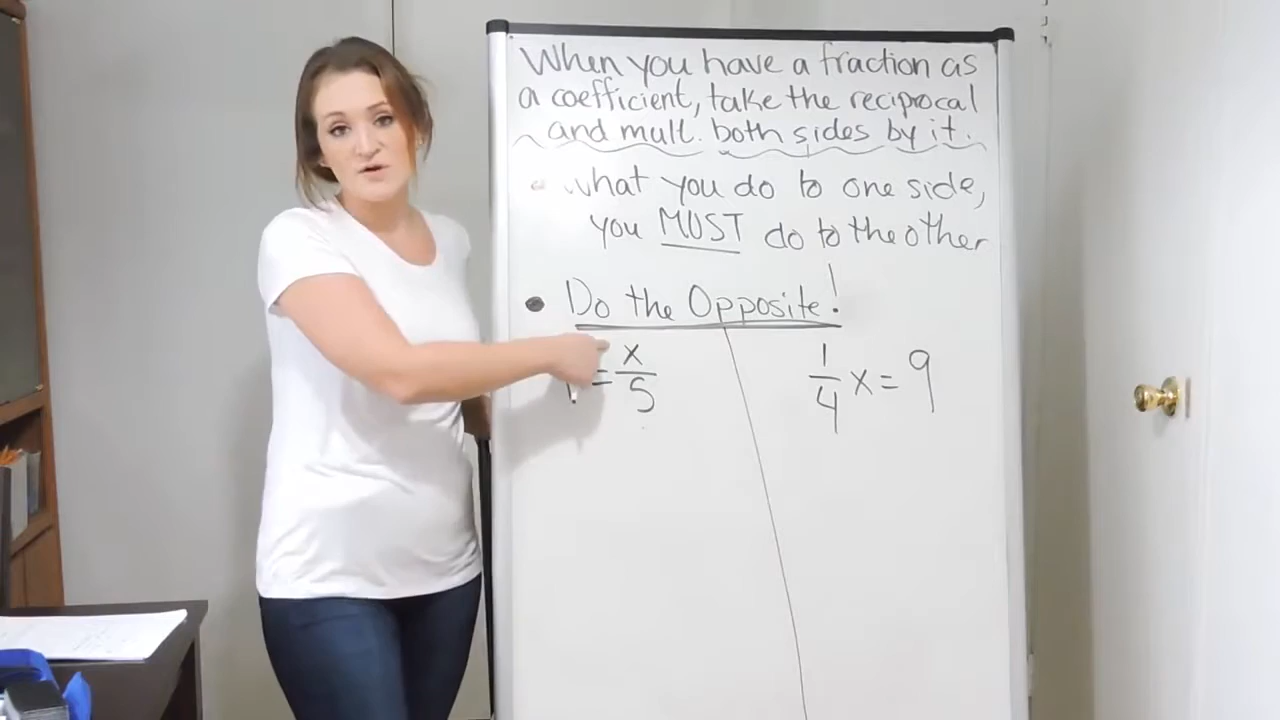 When you have a fraction as
a coefficient, take the reciprocal
and mult. both sides by it.
what you do to one side,
you MUST do to the other
Do the Opposite!
= x/5
1/4 x = 9